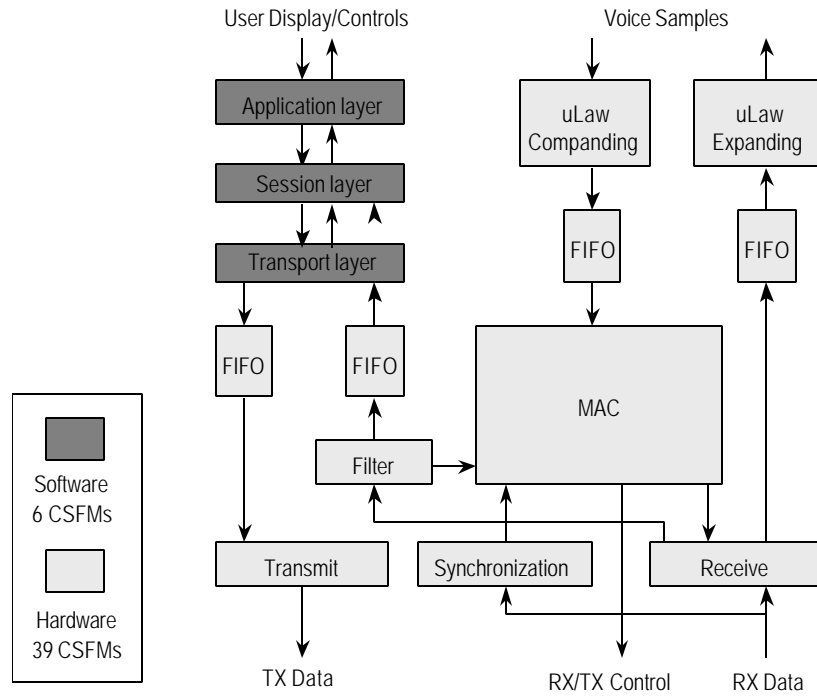 User Display/Controls
Voice Samples
Application layer
uLaw
Companding
uLaw
Expanding
Session layer
FIFO
FIFO
Transport layer
FIFO
FIFO
MAC
Filter
Software
6 CSFMs
Transmit
Synchronization
Receive
Hardware
39 CSFMs
TX Data
RX/TX Control
RX Data